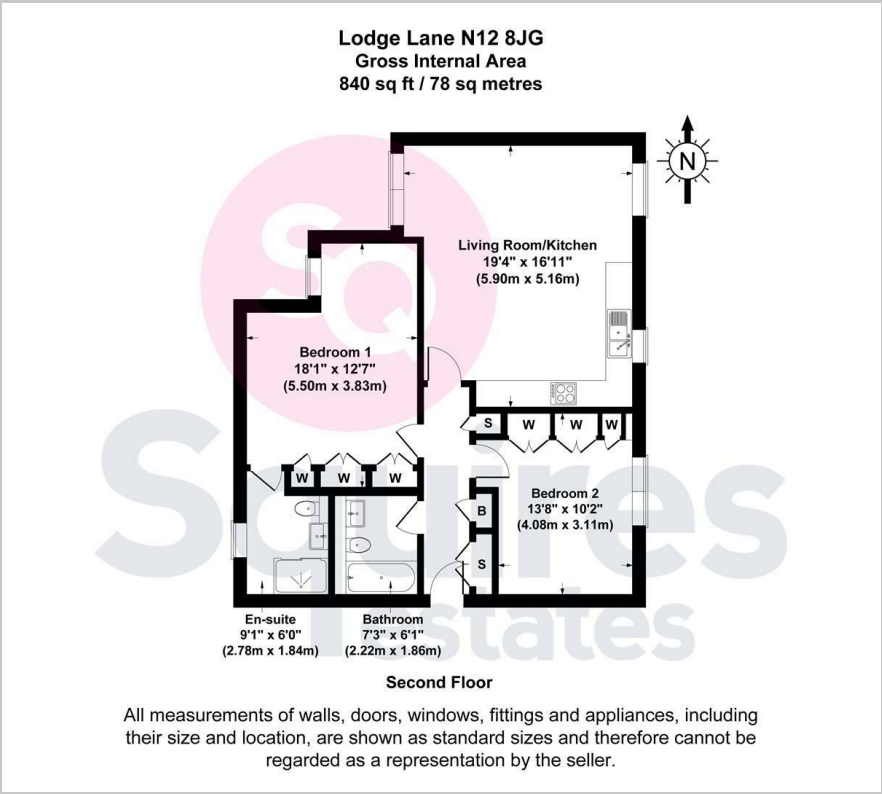 Lodge Lane N12 8JG
Gross Internal Area
840 sq ft / 78 sq metres
N
SQ
Living Room/Kitchen
19'4" x 16'11"
(5.90m x 5.16m)
Bedroom 1
18'1" x 12'7"
(5.50m x 3.83m)
S
W
W
W
W
W
W
Bedroom 2
13'8" x 10'2"
(4.08m x 3.11m)
B
S
Squires
estates
En-suite
9'1" x 6'0"
(2.78m x 1.84m)
Bathroom
7'3" x 6'1"
(2.22m x 1.86m)
Second Floor
All measurements of walls, doors, windows, fittings and appliances, including
their size and location, are shown as standard sizes and therefore cannot be
regarded as a representation by the seller.